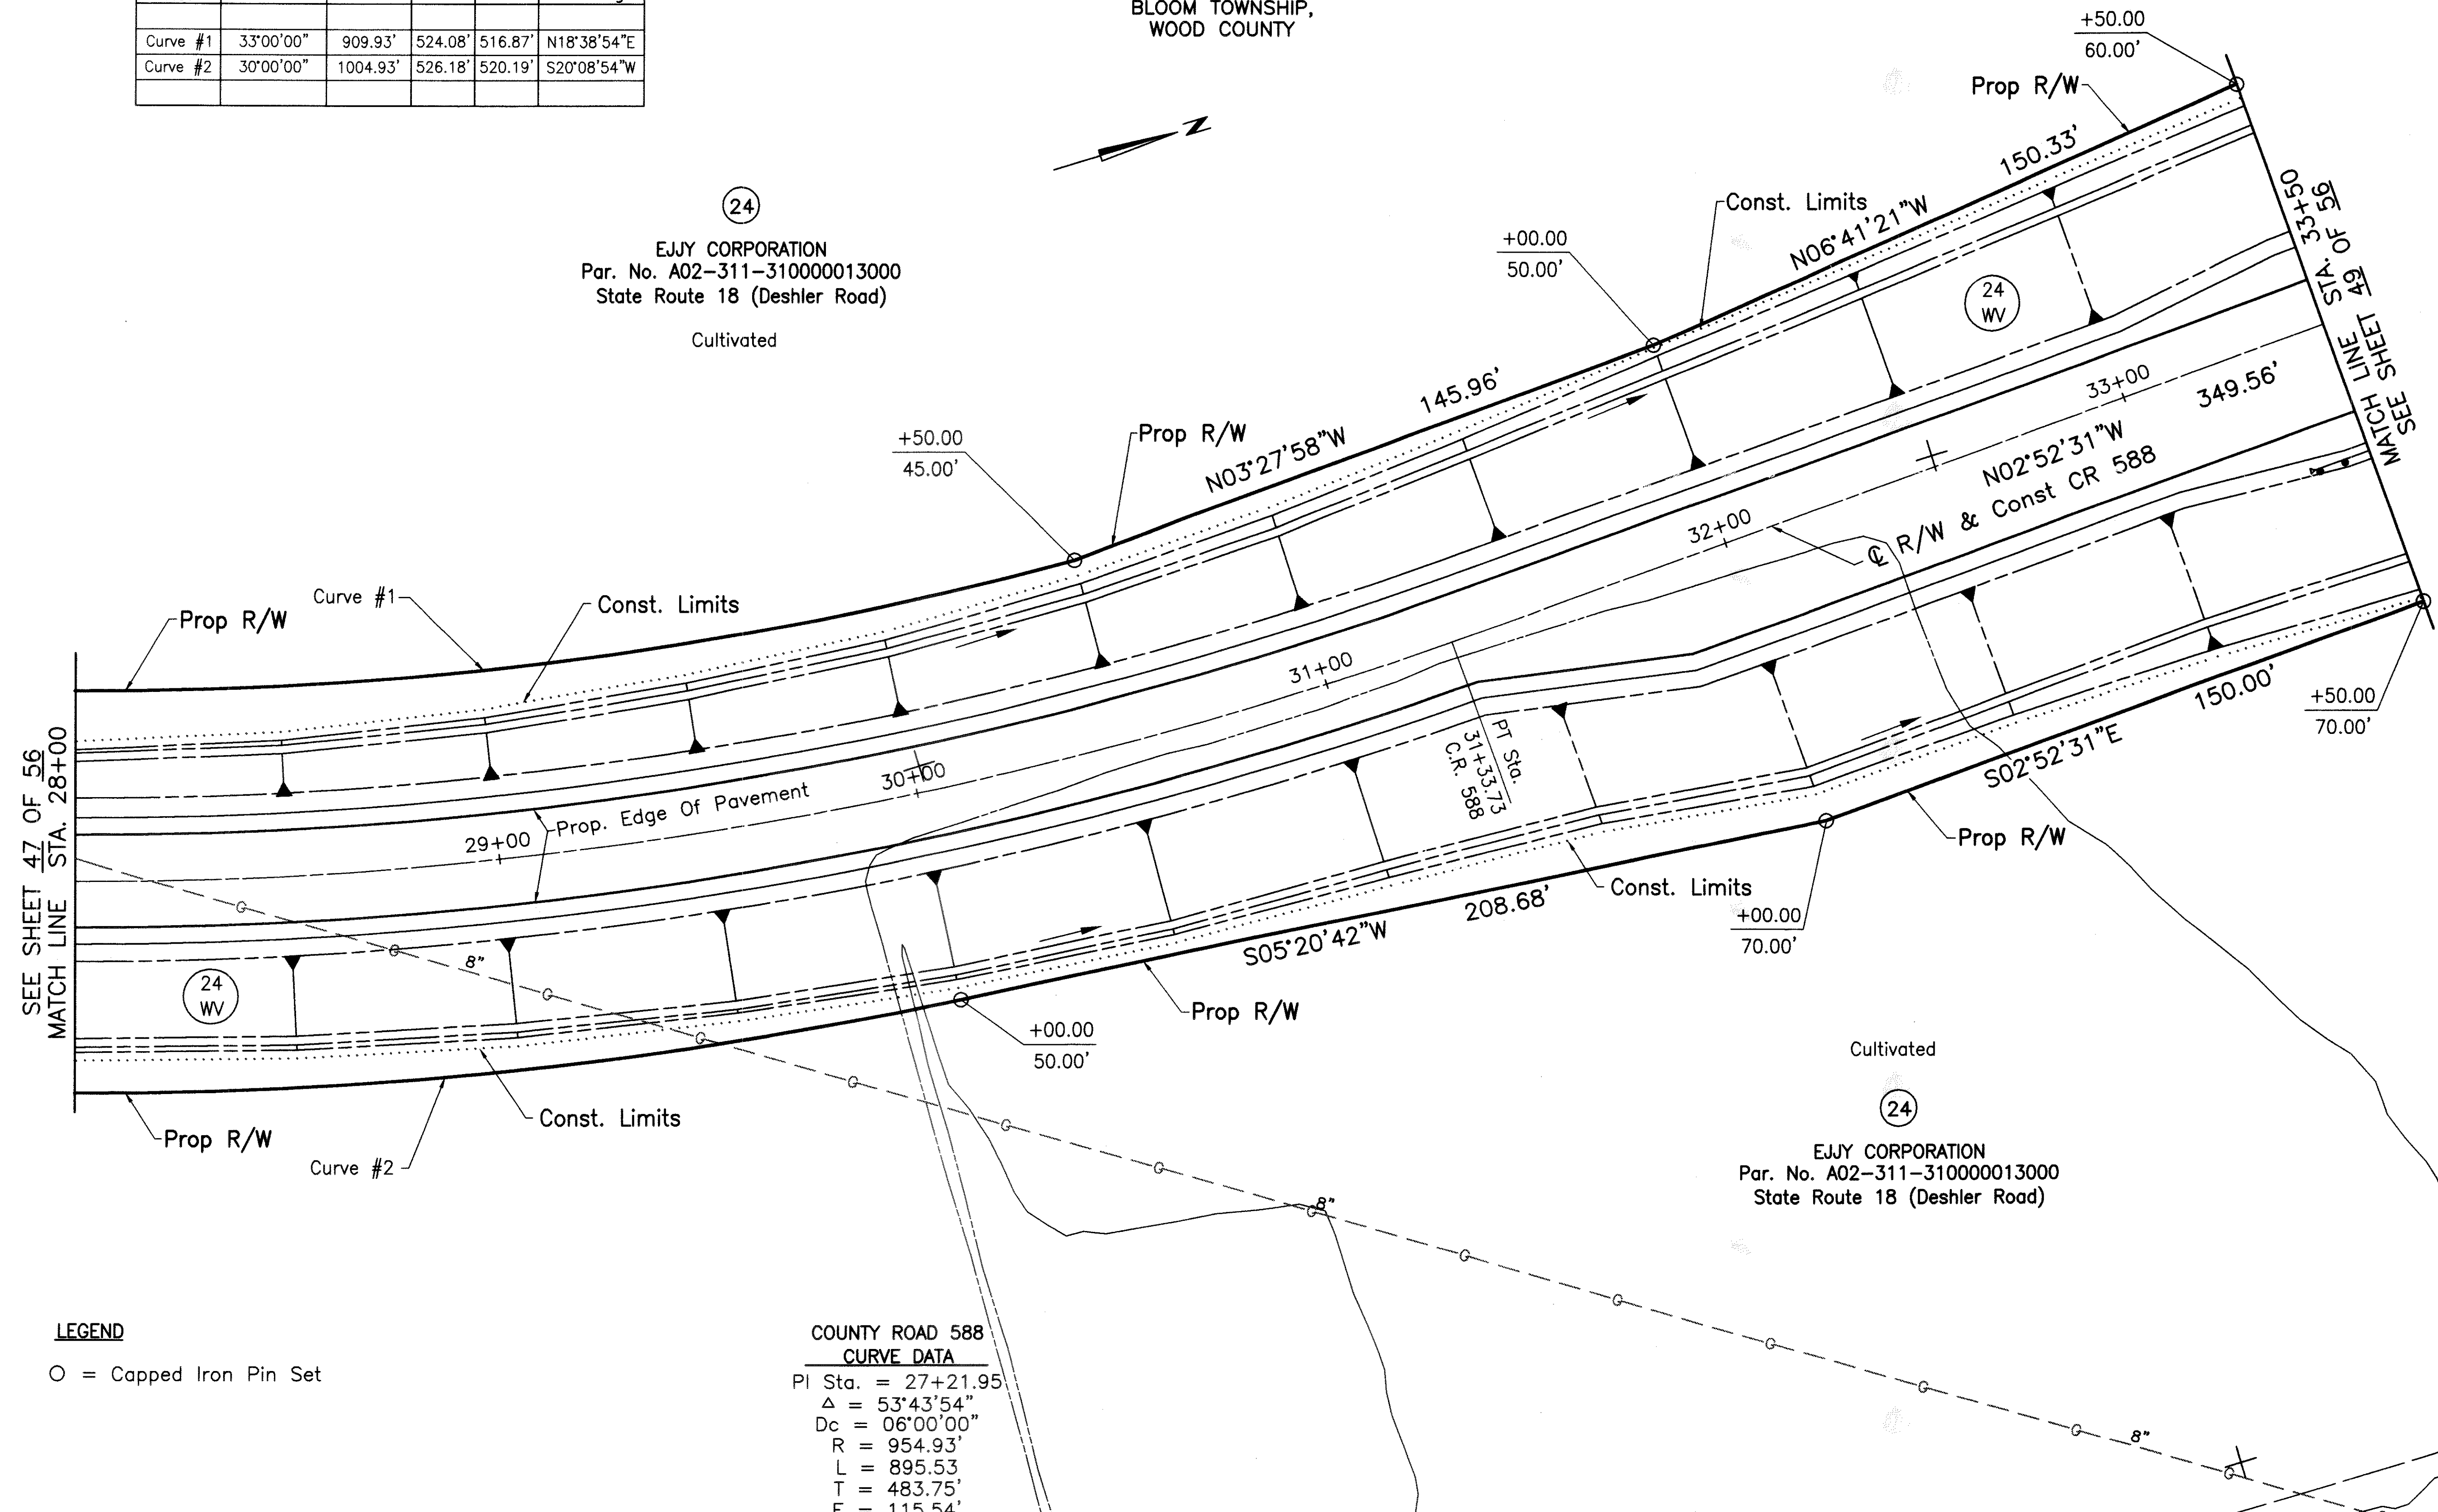 BLOOM TOWNSHIP,
WOOD COUNTY
Curve #1 33°00'00" 909.93' 524.08' 516.87' N18°38'54"E
Curve #2 30°00'00" 1004.93' 526.18' 520.19' S20°08'54"W
N
+50.00
60.00'
Prop R/W
150.33'
Const. Limits
N06°41'21"W
+00.00
50.00'
24
WV
24
EJJY CORPORATION
Par. No. A02-311-310000013000
State Route 18 (Deshler Road)
Cultivated
MATCH LINE STA. 33+50
SEE SHEET 49 OF 56
145.96'
Prop R/W
N03°27'58"W
+50.00
45.00'
33+00
349.56'
N02°52'31"W
℄ R/W & Const CR 588
32+00
31+00
30+00
29+00
Curve #1
Prop R/W
Const. Limits
Prop. Edge Of Pavement
PT Sta.
31+33.73
C.R. 588
SEE SHEET 47 OF 56
MATCH LINE STA. 28+00
G
G
8"
G
G
G
G
G
G
8"
G
G
G
G
G
8"
G
24
WV
+50.00
70.00'
150.00'
S02°52'31"E
Prop R/W
Const. Limits
+00.00
70.00'
208.68'
S05°20'42"W
Prop R/W
+00.00
50.00'
Const. Limits
Prop R/W
Curve #2
Cultivated
24
EJJY CORPORATION
Par. No. A02-311-310000013000
State Route 18 (Deshler Road)
LEGEND
O = Capped Iron Pin Set
COUNTY ROAD 588
CURVE DATA
PI Sta. = 27+21.95
Δ = 53°43'54"
Dc = 06°00'00"
R = 954.93'
L = 895.53
T = 483.75'
E = 115.54'